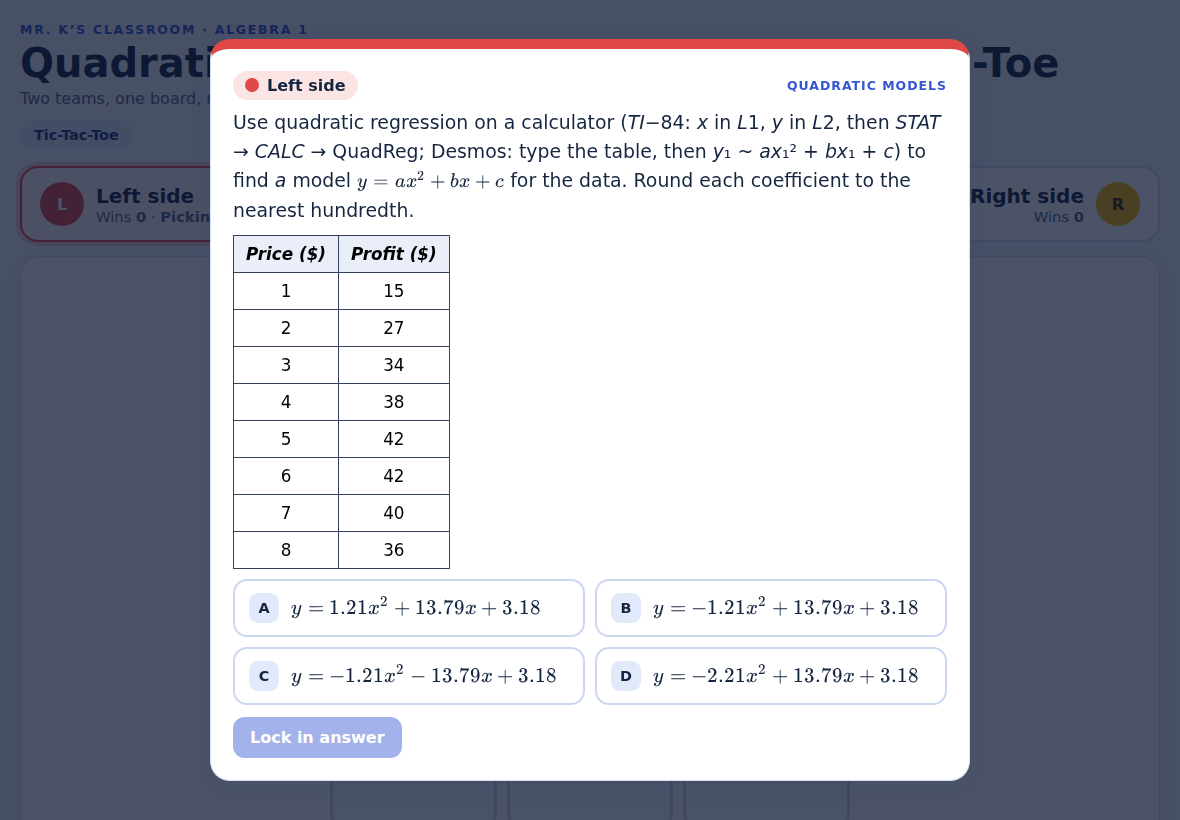 MR. K'S CLASSROOM · ALGEBRA 1
Quadrati
-Toe
Two teams, one board,
Tic-Tac-Toe
L
Left side
Wins 0 ·
Right side
Wins 0
R
Left side
QUADRATIC MODELS
Use quadratic regression on a calculator (TI−84: x in L1, y in L2, then STAT
→ CALC → QuadReg; Desmos: type the table, then y₁ ~ ax₁² + bx₁ + c) to
find a model y = ax² + bx + c for the data. Round each coefficient to the
nearest hundredth.
Price ($) Profit ($)
1 15
2 27
3 34
4 38
5 42
6 42
7 40
8 36
A y = 1.21x² + 13.79x + 3.18
B y = −1.21x² + 13.79x + 3.18
C y = −1.21x² − 13.79x + 3.18
D y = −2.21x² + 13.79x + 3.18
Lock in answer